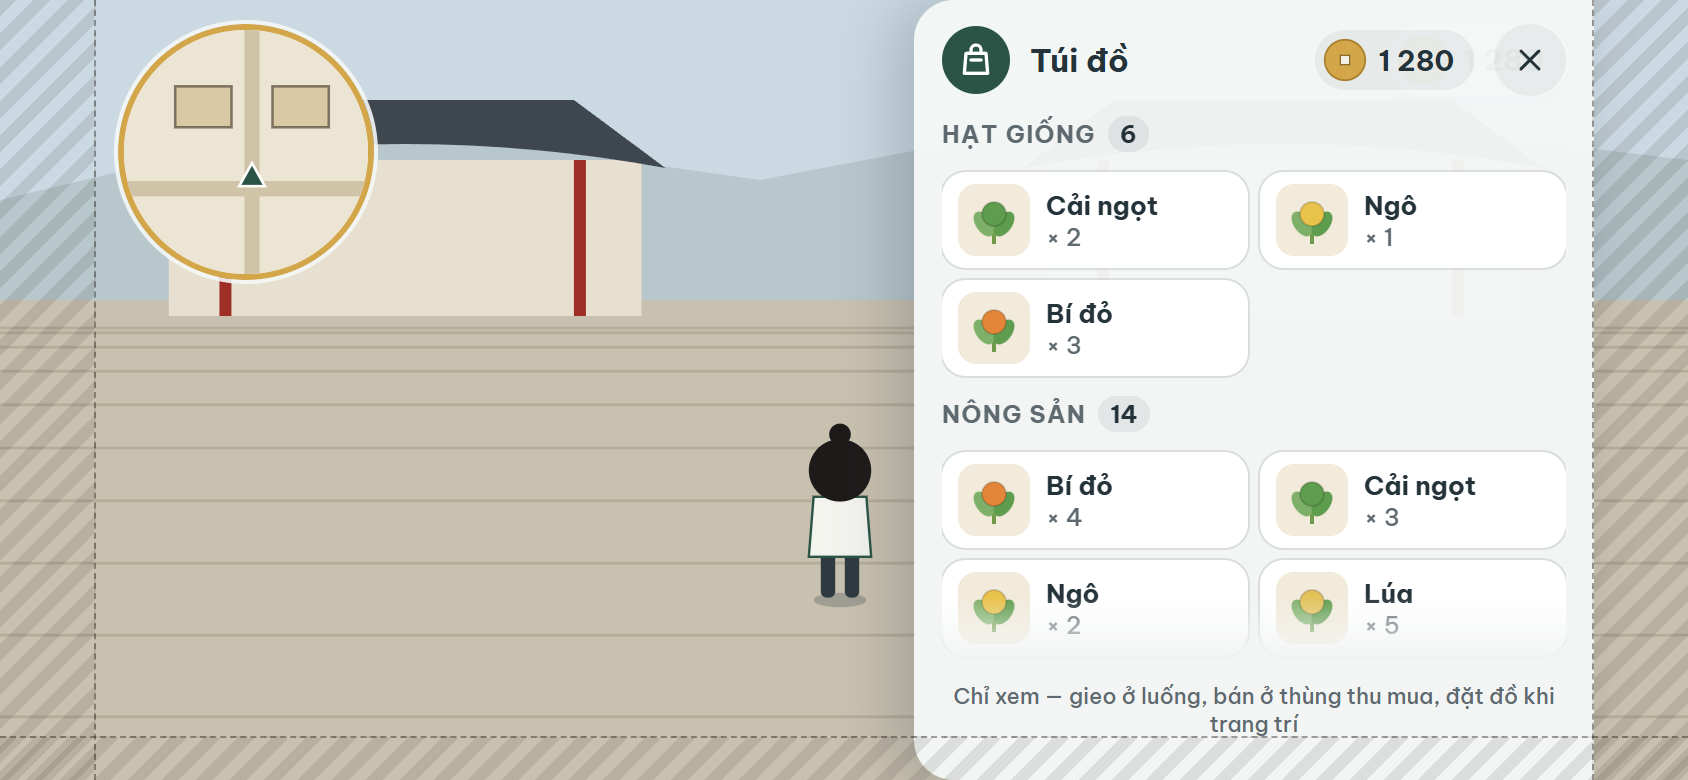 Túi đồ
1 280
HẠT GIỐNG 6
Cải ngọt
× 2
Ngô
× 1
Bí đỏ
× 3
NÔNG SẢN 14
Bí đỏ
× 4
Cải ngọt
× 3
Ngô
× 2
Lúa
× 5
Chỉ xem — gieo ở luống, bán ở thùng thu mua, đặt đồ khi
trang trí